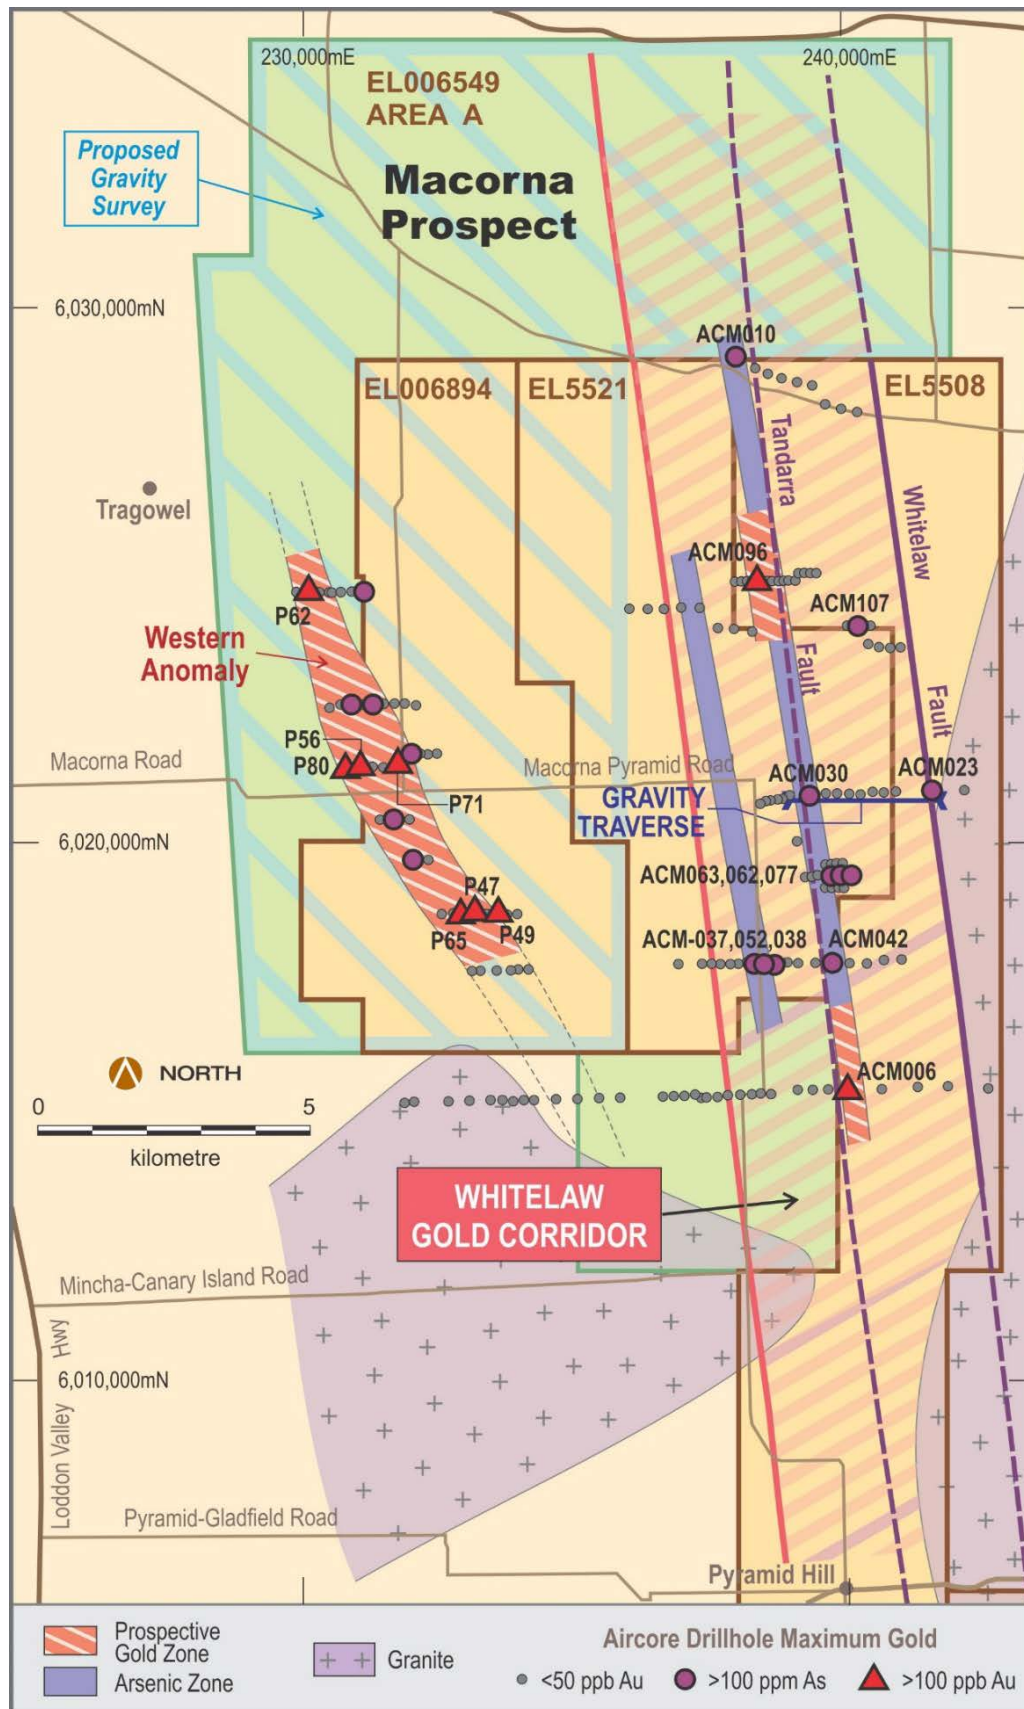 230,000mE
240,000mE
EL006549
AREA A
Proposed
Gravity
Survey
Macorna
Prospect
6,030,000mN
ACM010
EL006894
EL5521
EL5508
Tandarra
Fault
Whitelaw
Fault
Tragowel
ACM096
P62
ACM107
Western
Anomaly
P56
P80
Macorna Road
Macorna Pyramid Road
ACM030
ACM023
P71
GRAVITY
TRAVERSE
6,020,000mN
ACM063,062,077
P47
P65
P49
ACM-037,052,038
ACM042
NORTH
ACM006
0
5
kilometre
WHITELAW
GOLD CORRIDOR
Mincha-Canary Island Road
Loddon Valley Hwy
6,010,000mN
Pyramid-Gladfield Road
Pyramid Hill
Prospective
Gold Zone
Arsenic Zone
Granite
Aircore Drillhole Maximum Gold
<50 ppb Au
>100 ppm As
>100 ppb Au